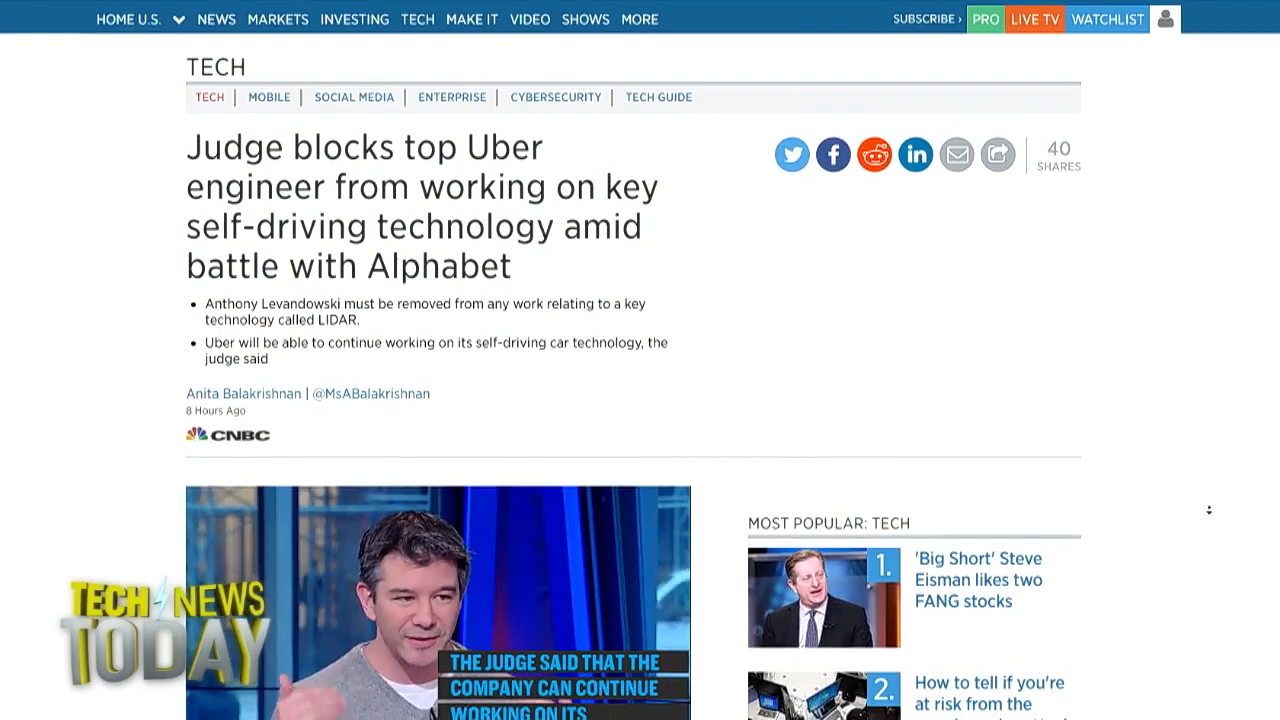 HOME U.S. NEWS MARKETS INVESTING TECH MAKE IT VIDEO SHOWS MORE SUBSCRIBE › PRO LIVE TV WATCHLIST
TECH
TECH | MOBILE | SOCIAL MEDIA | ENTERPRISE | CYBERSECURITY | TECH GUIDE
Judge blocks top Uber
engineer from working on key
self-driving technology amid
battle with Alphabet
40
SHARES
• Anthony Levandowski must be removed from any work relating to a key
technology called LIDAR.
• Uber will be able to continue working on its self-driving car technology, the
judge said
Anita Balakrishnan | @MsABalakrishnan
8 Hours Ago
CNBC
THE JUDGE SAID THAT THE
COMPANY CAN CONTINUE
WORKING ON ITS
MOST POPULAR: TECH
1.
'Big Short' Steve
Eisman likes two
FANG stocks
2.
How to tell if you're
at risk from the
TECH NEWS
TODAY